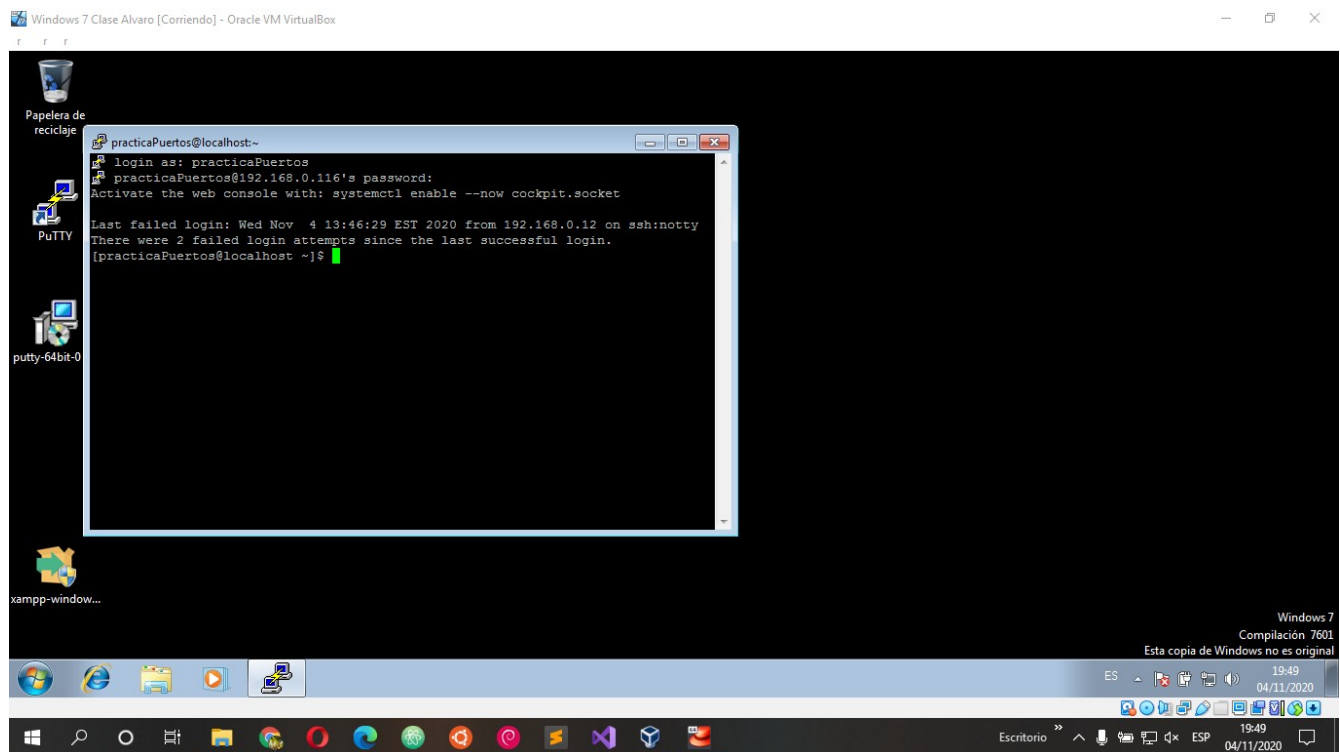 Windows 7 Clase Alvaro [Corriendo] - Oracle VM VirtualBox
Papelera de
reciclaje
practicaPuertos@localhost:~
login as: practicaPuertos
practicaPuertos@192.168.0.116's password:
Activate the web console with: systemctl enable --now cockpit.socket
Last failed login: Wed Nov  4 13:46:29 EST 2020 from 192.168.0.12 on ssh:notty
There were 2 failed login attempts since the last successful login.
[practicaPuertos@localhost ~]$
PuTTY
putty-64bit-0
xampp-window...
Windows 7
Compilación 7601
Esta copia de Windows no es original
ES
19:49
04/11/2020
Escritorio
ESP
19:49
04/11/2020